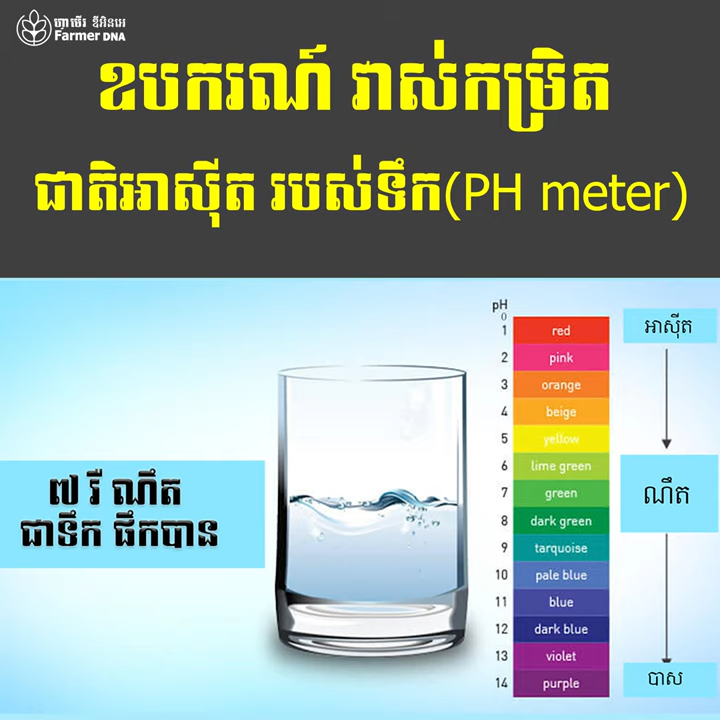 ហ្វាមើរ ឌីអិនអេ
Farmer DNA
ឧបករណ៍ វាស់កម្រិត
ជាតិអាស៊ីត របស់ទឹក(PH meter)
៧ រឺ ណឺត
ជាទឹក ផឹកបាន
pH
0
1 red
2 pink
3 orange
4 beige
5 yellow
6 lime green
7 green
8 dark green
9 tarquoise
10 pale blue
11 blue
12 dark blue
13 violet
14 purple
អាស៊ីត
ណឺត
បាស